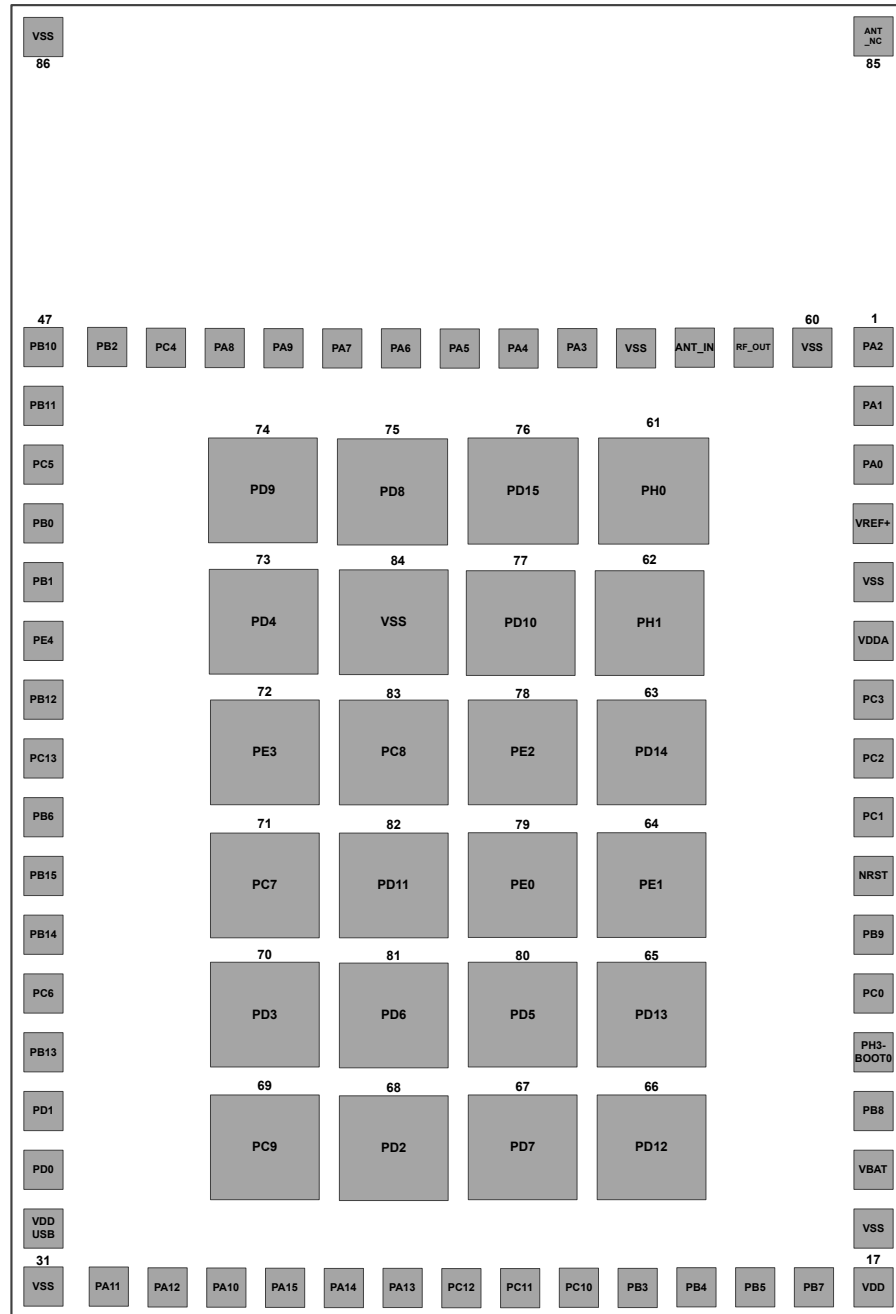 VSS
ANT
_NC
86
85
47
60
1
PB10
PB2
PC4
PA8
PA9
PA7
PA6
PA5
PA4
PA3
VSS
ANT_IN
RF_OUT
VSS
PA2
PB11
PA1
74
75
76
61
PC5
PA0
PD9
PD8
PD15
PH0
PB0
VREF+
73
84
77
62
PB1
VSS
PD4
VSS
PD10
PH1
PE4
VDDA
72
83
78
63
PB12
PC3
PE3
PC8
PE2
PD14
PC13
PC2
PB6
PC1
71
82
79
64
PB15
NRST
PC7
PD11
PE0
PE1
PB14
PB9
70
81
80
65
PC6
PC0
PD3
PD6
PD5
PD13
PB13
PH3-
BOOT0
69
68
67
66
PD1
PB8
PC9
PD2
PD7
PD12
PD0
VBAT
VDD
USB
VSS
31
17
VSS
PA11
PA12
PA10
PA15
PA14
PA13
PC12
PC11
PC10
PB3
PB4
PB5
PB7
VDD